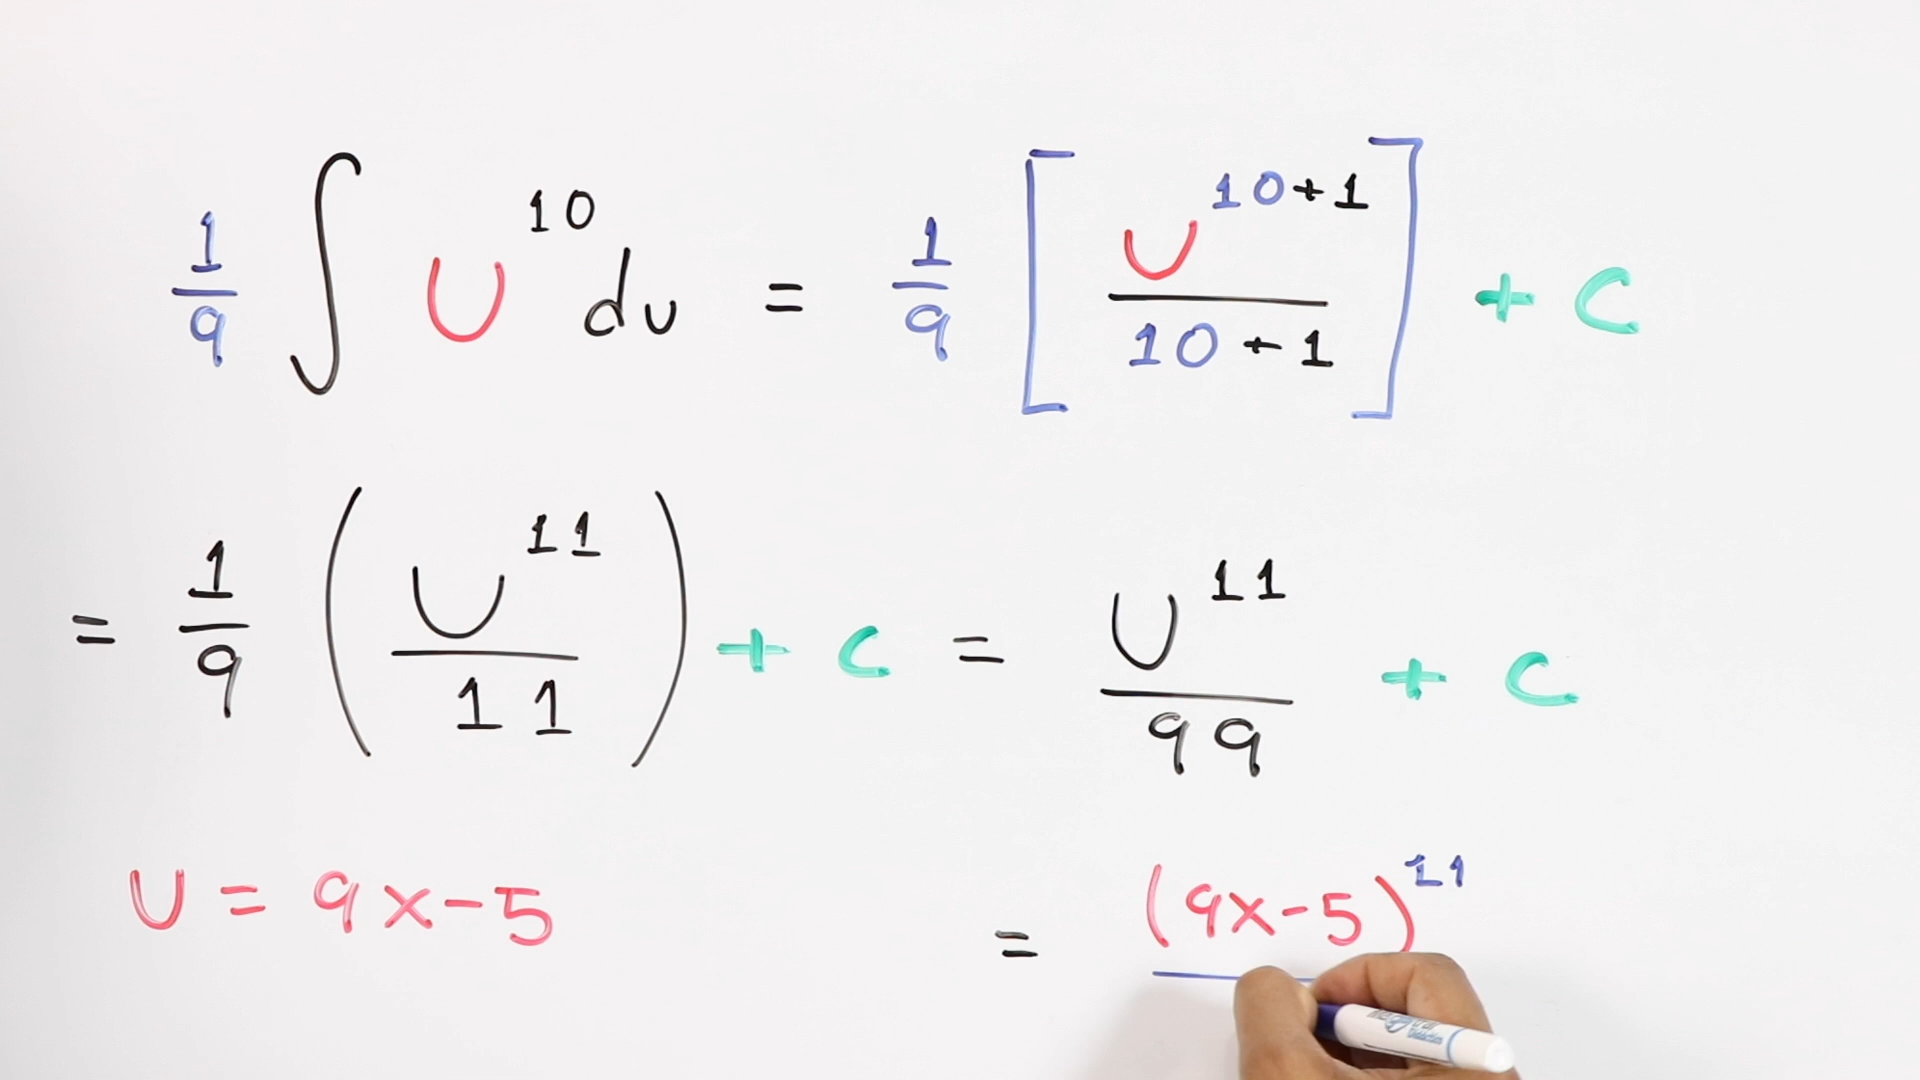 1/9 ∫ U^10 du = 1/9 [ U^(10+1) / (10+1) ] + C
= 1/9 ( U^11 / 11 ) + C = U^11 / 99 + C
U = 9x-5
= (9x-5)^11